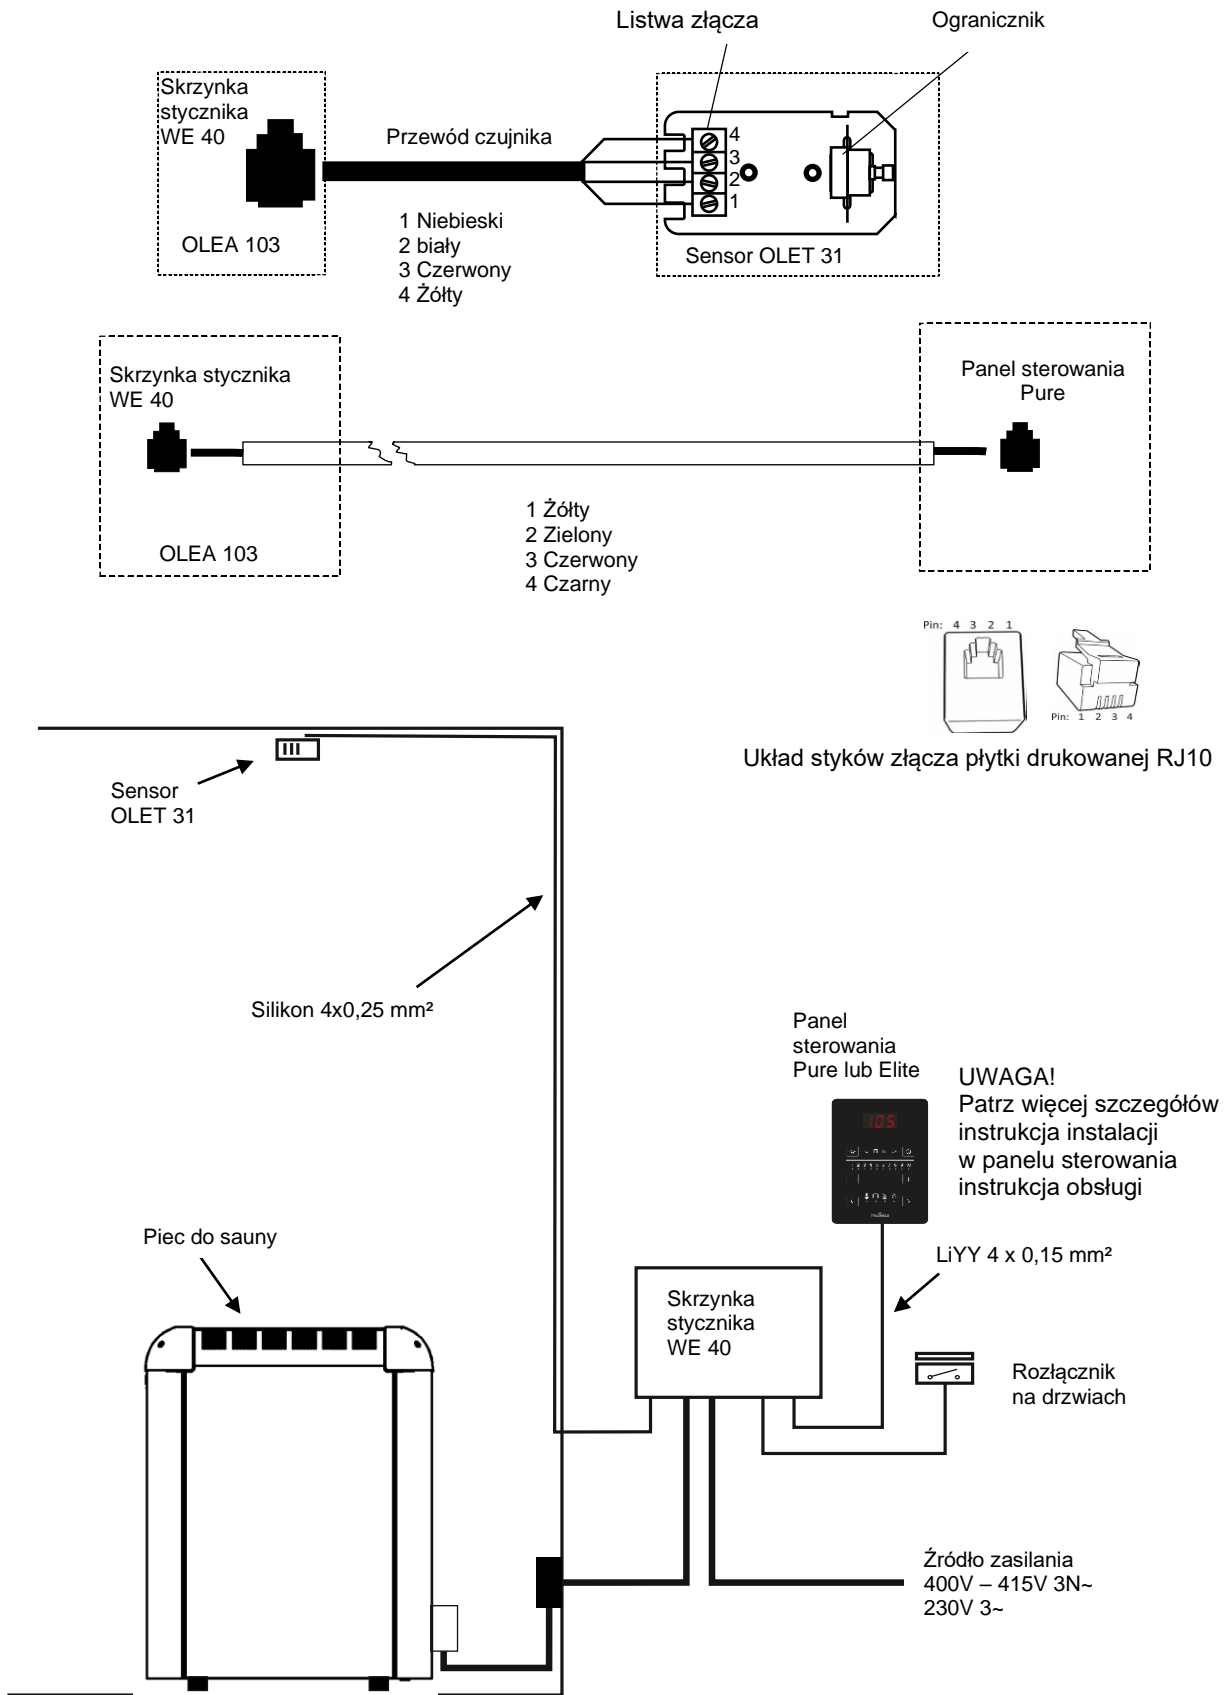 Listwa złącza
Ogranicznik
Skrzynka
stycznika
WE 40
OLEA 103
Przewód czujnika
1 Niebieski
2 biały
3 Czerwony
4 Żółty
4
3
2
1
Sensor OLET 31
Skrzynka stycznika
WE 40
OLEA 103
1 Żółty
2 Zielony
3 Czerwony
4 Czarny
Panel sterowania
Pure
Pin: 4 3 2 1
Pin: 1 2 3 4
Układ styków złącza płytki drukowanej RJ10
Sensor
OLET 31
Silikon 4x0,25 mm²
Panel
sterowania
Pure lub Elite
105
UWAGA!
Patrz więcej szczegółów
instrukcja instalacji
w panelu sterowania
instrukcja obsługi
Piec do sauny
LiYY 4 x 0,15 mm²
Skrzynka
stycznika
WE 40
Rozłącznik
na drzwiach
Źródło zasilania
400V – 415V 3N~
230V 3~